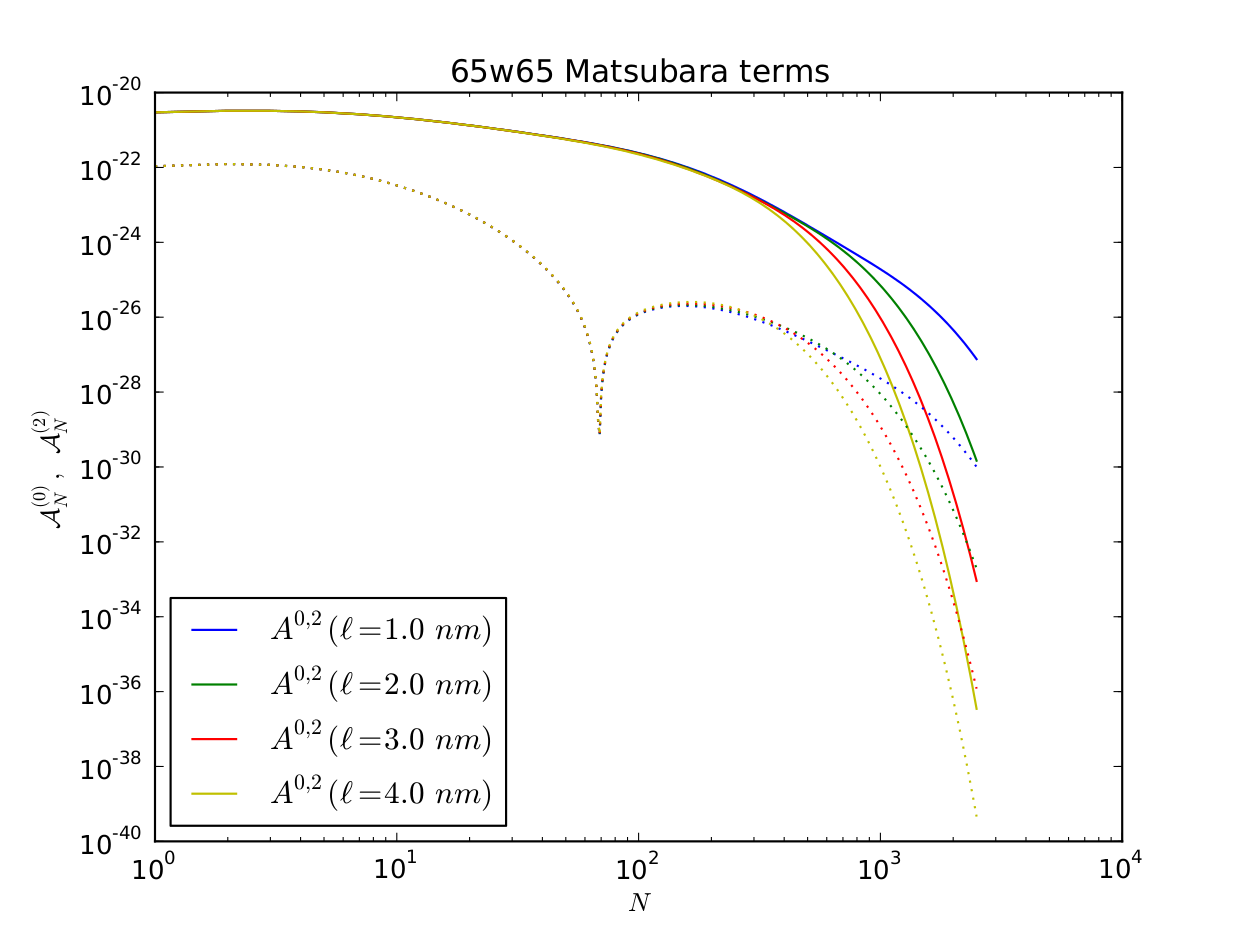 65w65 Matsubara terms
10^-20
10^-22
10^-24
10^-26
10^-28
10^-30
10^-32
10^-34
10^-36
10^-38
10^-40
𝒜_N^(0) , 𝒜_N^(2)
A^0,2(ℓ=1.0 nm)
A^0,2(ℓ=2.0 nm)
A^0,2(ℓ=3.0 nm)
A^0,2(ℓ=4.0 nm)
10^0 10^1 10^2 10^3 10^4
N